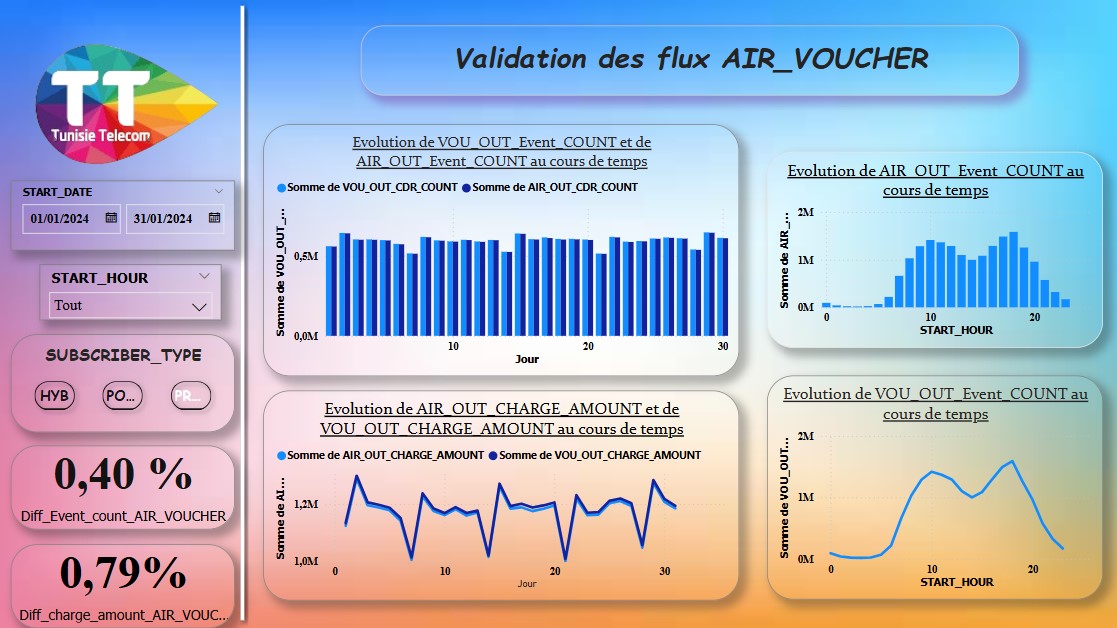 TT
Tunisie Telecom
START_DATE
01/01/2024
31/01/2024
START_HOUR
Tout
SUBSCRIBER_TYPE
HYB
PO...
PR...
0,40 %
Diff_Event_count_AIR_VOUCHER
0,79%
Diff_charge_amount_AIR_VOUC...
Validation des flux AIR_VOUCHER
Evolution de VOU_OUT_Event_COUNT et de
AIR_OUT_Event_COUNT au cours de temps
Somme de VOU_OUT_CDR_COUNT
Somme de AIR_OUT_CDR_COUNT
Somme de VOU_OUT_...
0,5M
0,0M
10
20
30
Jour
Evolution de AIR_OUT_Event_COUNT au
cours de temps
Somme de AIR_...
2M
1M
0M
0
10
20
START_HOUR
Evolution de AIR_OUT_CHARGE_AMOUNT et de
VOU_OUT_CHARGE_AMOUNT au cours de temps
Somme de AIR_OUT_CHARGE_AMOUNT
Somme de VOU_OUT_CHARGE_AMOUNT
Somme de AI...
1,2M
1,0M
0
10
20
30
Jour
Evolution de VOU_OUT_Event_COUNT au
cours de temps
Somme de VOU_OUT...
2M
1M
0M
0
10
20
START_HOUR